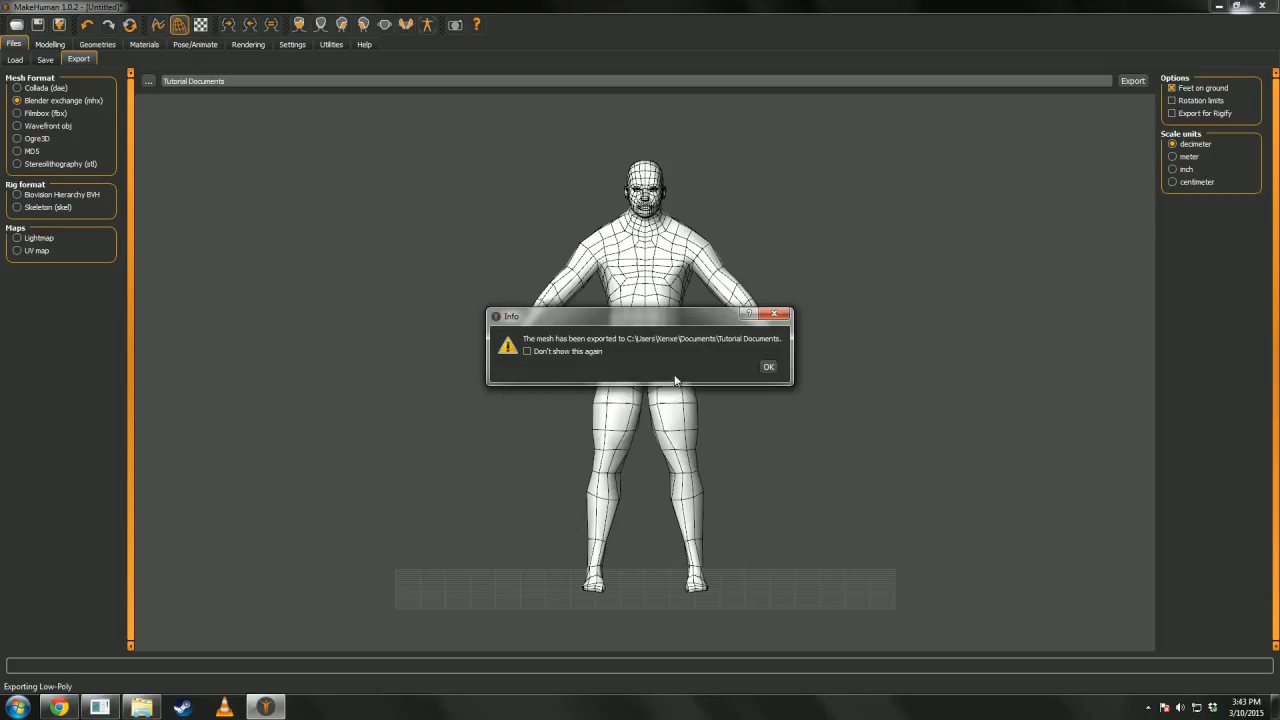 MakeHuman 1.0.2 - [Untitled]*
Files
Modelling
Geometries
Materials
Pose/Animate
Rendering
Settings
Utilities
Help
Load
Save
Export
Mesh Format
Collada (dae)
Blender exchange (mhx)
Filmbox (fbx)
Wavefront obj
Ogre3D
MD5
Stereolithography (stl)
Rig format
Biovision Hierarchy BVH
Skeleton (skel)
Maps
Lightmap
UV map
...
Tutorial Documents
Export
Options
Feet on ground
Rotation limits
Export for Rigify
Scale units
decimeter
meter
inch
centimeter
Info
The mesh has been exported to C:\Users\Xenxe\Documents\Tutorial Documents.
Don't show this again
OK
Exporting Low-Poly
3:43 PM
3/10/2015